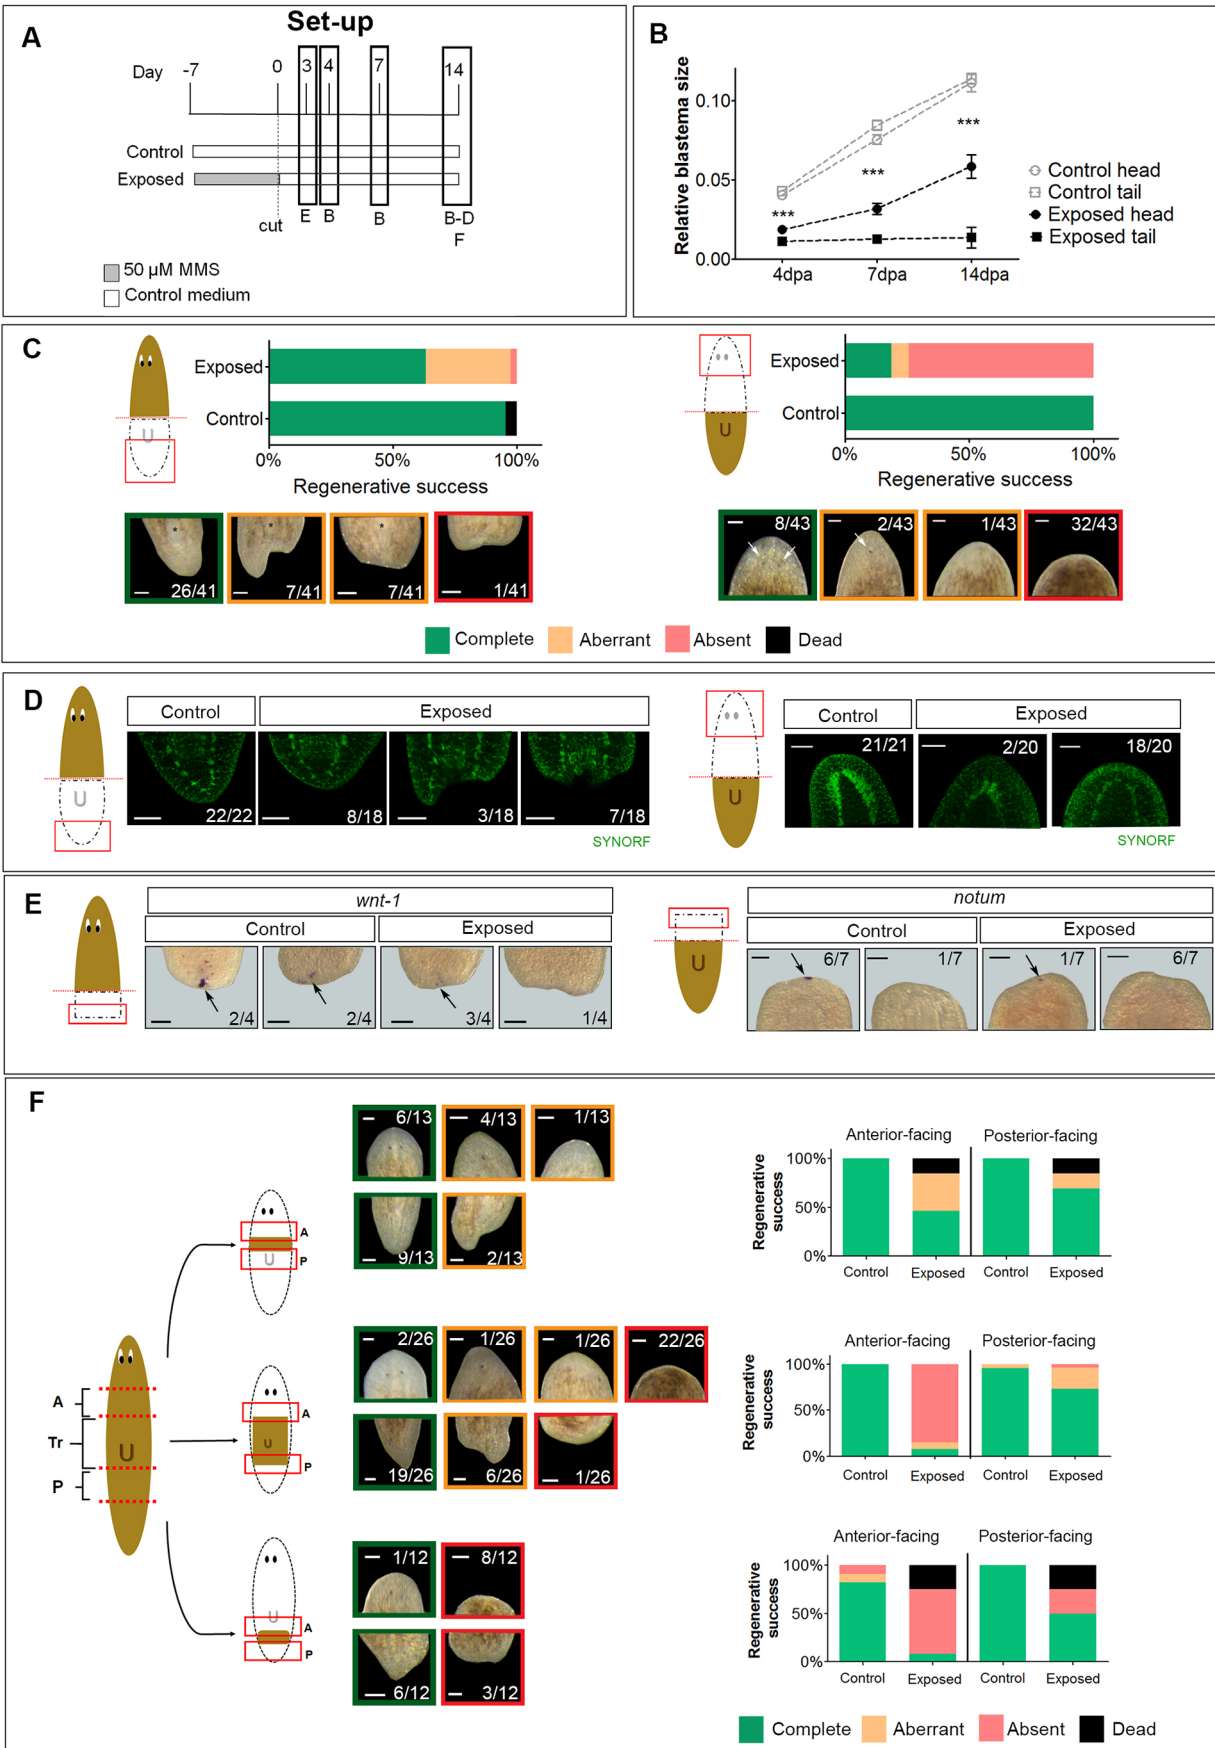 A
Set-up
Day
-7
0
3
4
7
14
Control
Exposed
cut
E
B
B
B-D
F
50 µM MMS
Control medium
B
Relative blastema size
0.10
0.05
0.00
***
***
***
4dpa
7dpa
14dpa
Control head
Control tail
Exposed head
Exposed tail
C
U
Exposed
Control
0%
50%
100%
Regenerative success
*
26/41
*
7/41
*
7/41
1/41
U
Exposed
Control
0%
50%
100%
Regenerative success
8/43
2/43
1/43
32/43
Complete
Aberrant
Absent
Dead
D
U
Control
Exposed
22/22
8/18
3/18
7/18
SYNORF
U
Control
Exposed
21/21
2/20
18/20
SYNORF
E
wnt-1
Control
Exposed
2/4
2/4
3/4
1/4
U
notum
Control
Exposed
6/7
1/7
1/7
6/7
F
A
Tr
P
U
A
P
U
6/13
4/13
1/13
9/13
2/13
Anterior-facing
Posterior-facing
Regenerative success
100%
50%
0%
Control
Exposed
Control
Exposed
A
U
P
2/26
1/26
1/26
22/26
19/26
6/26
1/26
Anterior-facing
Posterior-facing
Regenerative success
100%
50%
0%
Control
Exposed
Control
Exposed
U
A
P
1/12
8/12
6/12
3/12
Anterior-facing
Posterior-facing
Regenerative success
100%
50%
0%
Control
Exposed
Control
Exposed
Complete
Aberrant
Absent
Dead